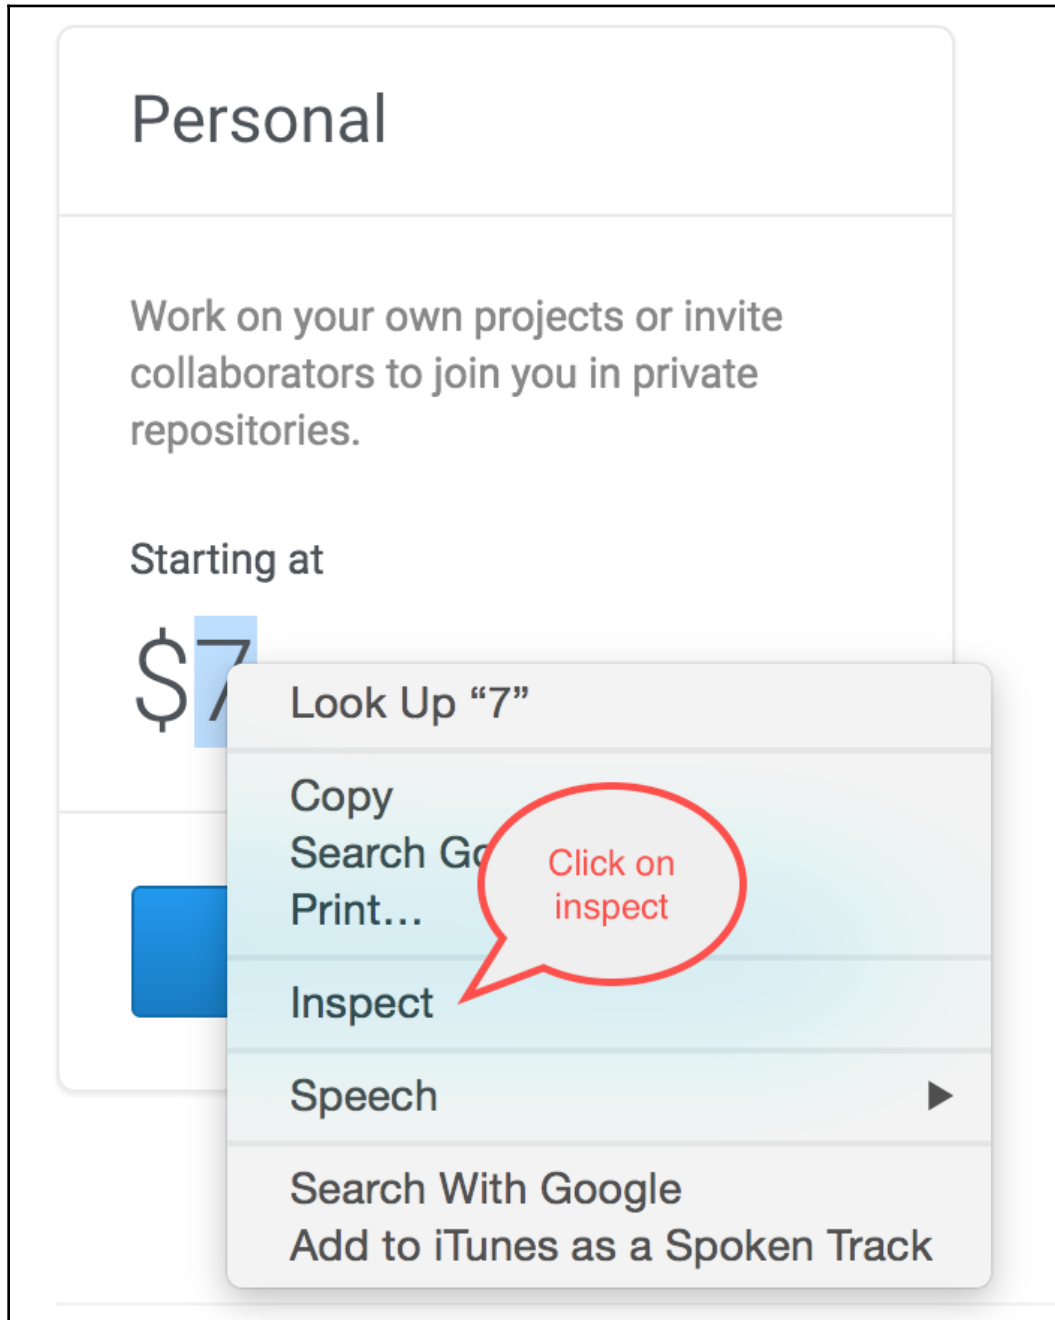 Personal
Work on your own projects or invite
collaborators to join you in private
repositories.
Starting at
$7
Look Up “7”
Copy
Search
Print...
Click on
inspect
Inspect
Speech
Search With Google
Add to iTunes as a Spoken Track